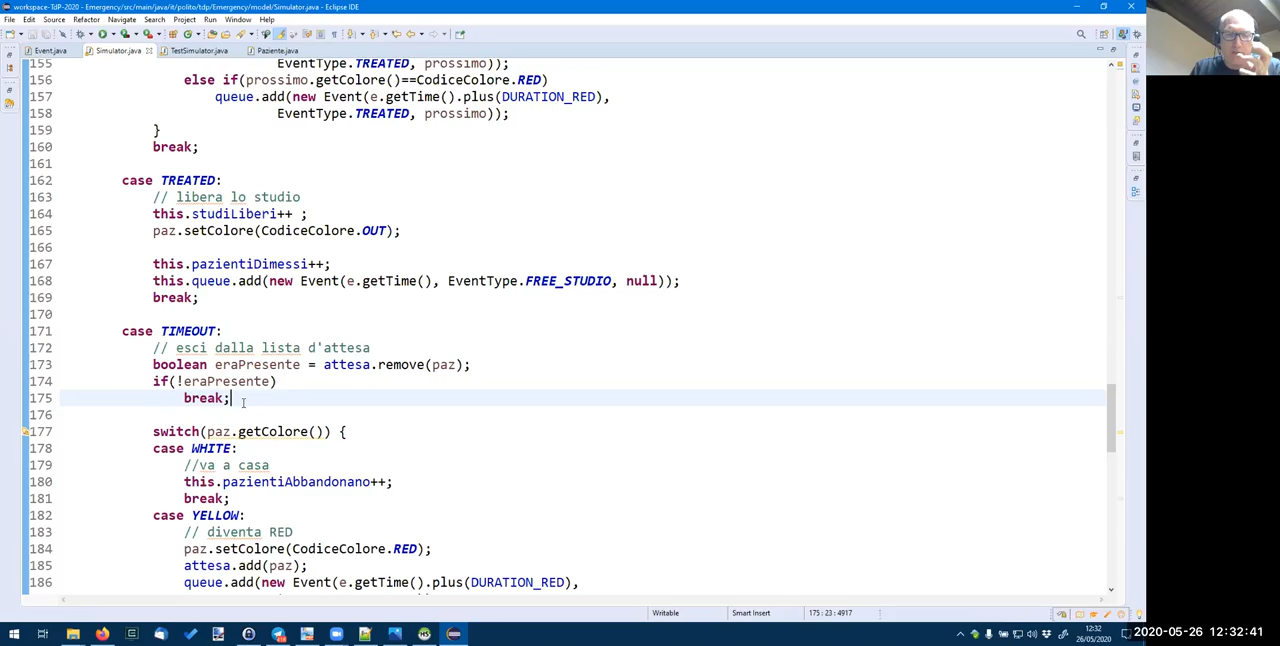 workspace-TdP-2020 - Emergency/src/main/java/it/polito/tdp/Emergency/model/Simulator.java - Eclipse IDE
File Edit Source Refactor Navigate Search Project Run Window Help
Event.java Simulator.java TestSimulator.java Paziente.java
155 EventType.TREATED, prossimo));
156 else if(prossimo.getColore()==CodiceColore.RED)
157 queue.add(new Event(e.getTime().plus(DURATION_RED),
158 EventType.TREATED, prossimo));
159 }
160 break;
161
162 case TREATED:
163 // libera lo studio
164 this.studiLiberi++ ;
165 paz.setColore(CodiceColore.OUT);
166
167 this.pazientiDimessi++;
168 this.queue.add(new Event(e.getTime(), EventType.FREE_STUDIO, null));
169 break;
170
171 case TIMEOUT:
172 // esci dalla lista d'attesa
173 boolean eraPresente = attesa.remove(paz);
174 if(!eraPresente)
175 break;
176
177 switch(paz.getColore()) {
178 case WHITE:
179 //va a casa
180 this.pazientiAbbandonano++;
181 break;
182 case YELLOW:
183 // diventa RED
184 paz.setColore(CodiceColore.RED);
185 attesa.add(paz);
186 queue.add(new Event(e.getTime().plus(DURATION_RED),
Writable Smart Insert 175 : 23 : 4917
12:32
26/05/2020
2020-05-26 12:32:41